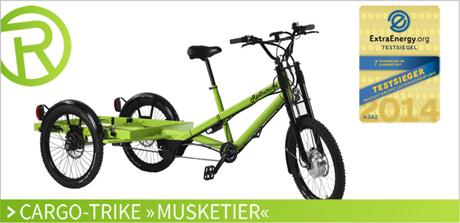 ExtraEnergy.org
TESTSIEGEL
TESTSIEGER
2014
MÄRZ
> CARGO-TRIKE »MUSKETIER«